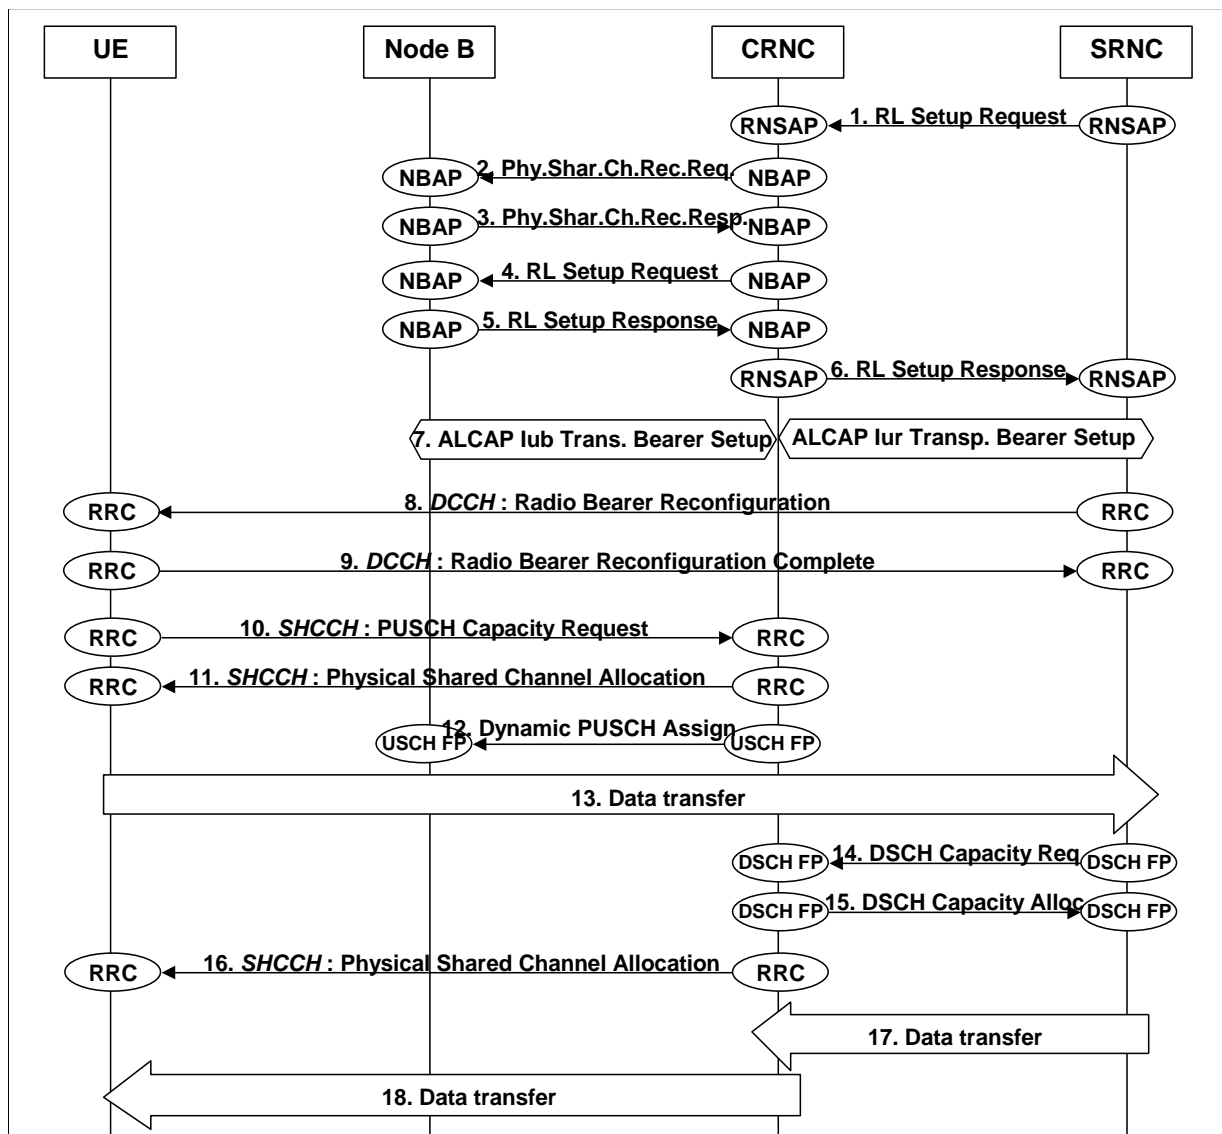 UE Node B CRNC SRNC
RNSAP 1. RL Setup Request RNSAP
NBAP 2. Phy.Shar.Ch.Rec.Req. NBAP
NBAP 3. Phy.Shar.Ch.Rec.Resp. NBAP
NBAP 4. RL Setup Request NBAP
NBAP 5. RL Setup Response NBAP
RNSAP 6. RL Setup Response RNSAP
7. ALCAP Iub Trans. Bearer Setup ALCAP Iur Transp. Bearer Setup
RRC 8. DCCH : Radio Bearer Reconfiguration RRC
RRC 9. DCCH : Radio Bearer Reconfiguration Complete RRC
RRC 10. SHCCH : PUSCH Capacity Request RRC
RRC 11. SHCCH : Physical Shared Channel Allocation RRC
USCH FP 12. Dynamic PUSCH Assign USCH FP
13. Data transfer
DSCH FP 14. DSCH Capacity Req DSCH FP
DSCH FP 15. DSCH Capacity Alloc DSCH FP
RRC 16. SHCCH : Physical Shared Channel Allocation RRC
17. Data transfer
18. Data transfer